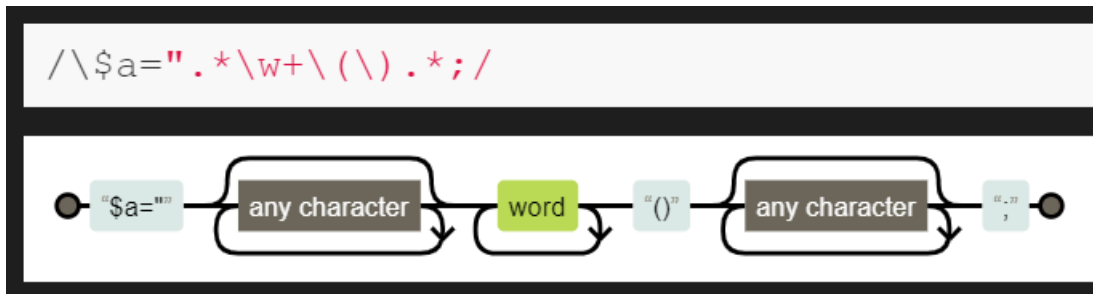 /\$a=".*\w+\(\).*;/
“$a="” any character word “()” any character “;”